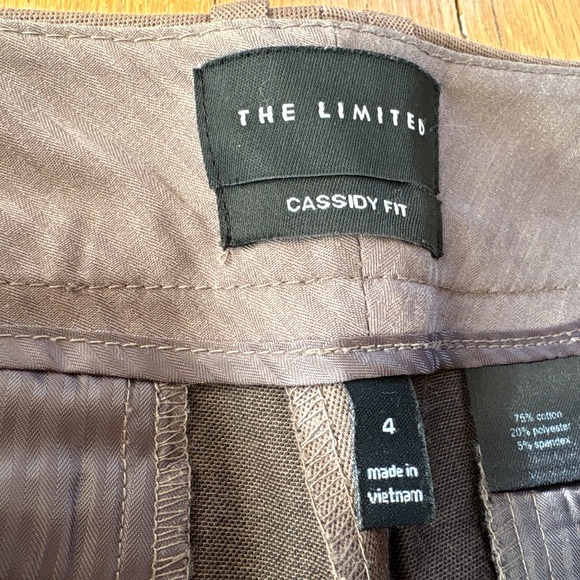 THE LIMITED
CASSIDY FIT
4
made in
vietnam
75% cotton
20% polyester
5% spandex